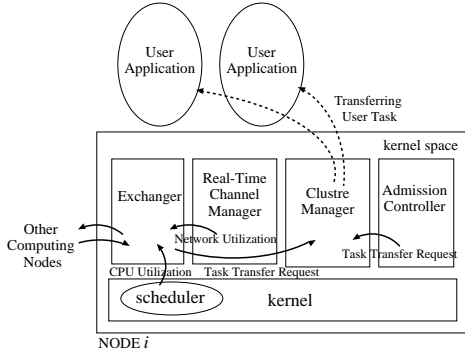 User
Application
User
Application
Transferring
User Task
kernel space
Exchanger
Real-Time
Channel
Manager
Clustre
Manager
Admission
Controller
Other
Computing
Nodes
Network Utilization
Task Transfer Request
CPU Utilization
Task Transfer Request
scheduler
kernel
NODE i